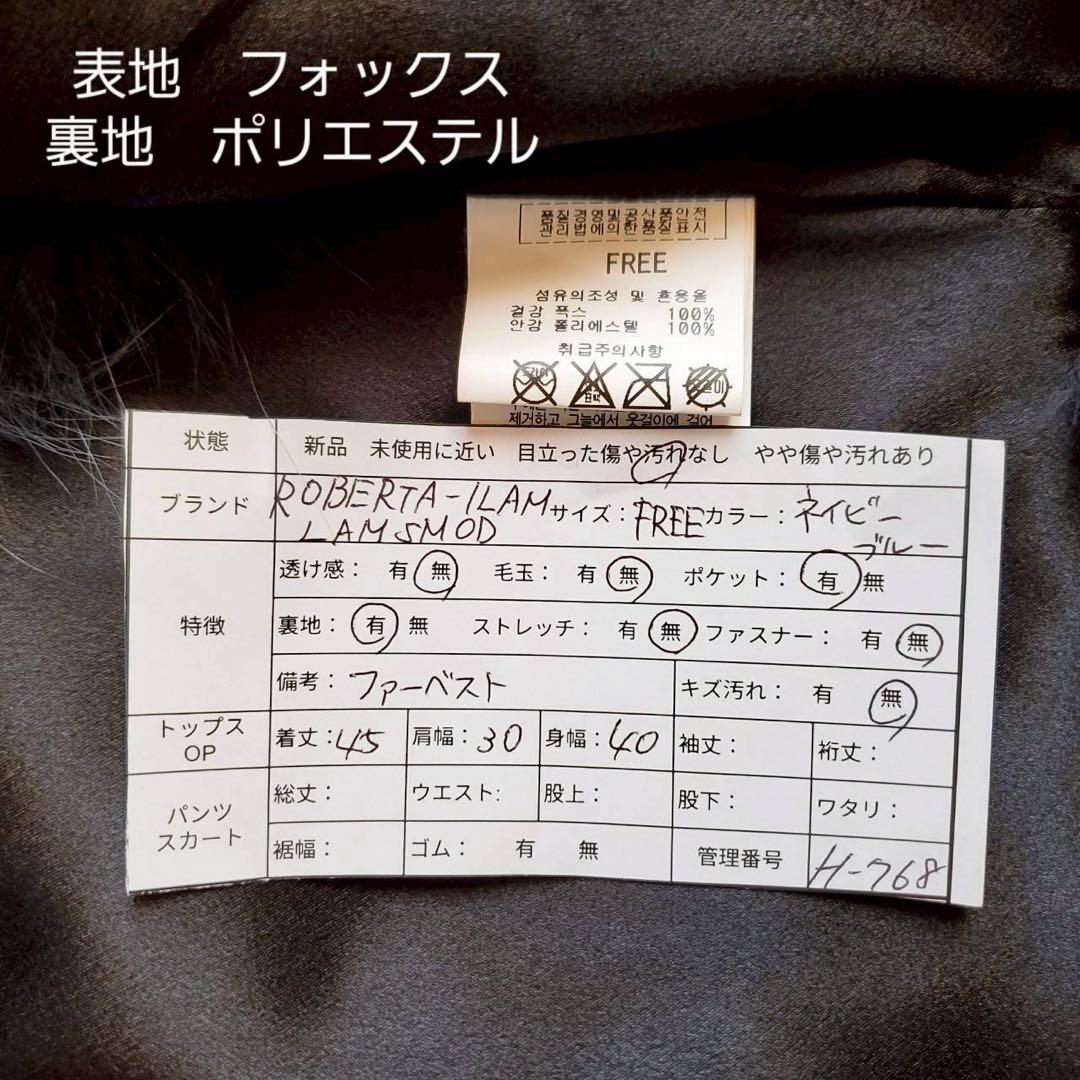 表地　フォックス
裏地　ポリエステル
품질경영및공산품안전
관리법에의한품질표시
FREE
섬유의조성 및 혼용율
겉감 폭스 100%
안감 폴리에스텔 100%
취급주의사항
드라이
표백
제거하고 그늘에서 옷걸이에 걸어
状態 新品 未使用に近い 目立った傷や汚れなし やや傷や汚れあり
ブランド ROBERTA-ILAM LAMSMOD サイズ：FREE カラー：ネイビーブルー
特徴
透け感： 有 無 毛玉： 有 無 ポケット： 有 無
裏地： 有 無 ストレッチ： 有 無 ファスナー： 有 無
備考：ファーベスト キズ汚れ： 有 無
トップス OP 着丈：45 肩幅：30 身幅：40 袖丈： 裄丈：
パンツ スカート
総丈： ウエスト: 股上： 股下： ワタリ：
裾幅： ゴム： 有 無 管理番号 H-768